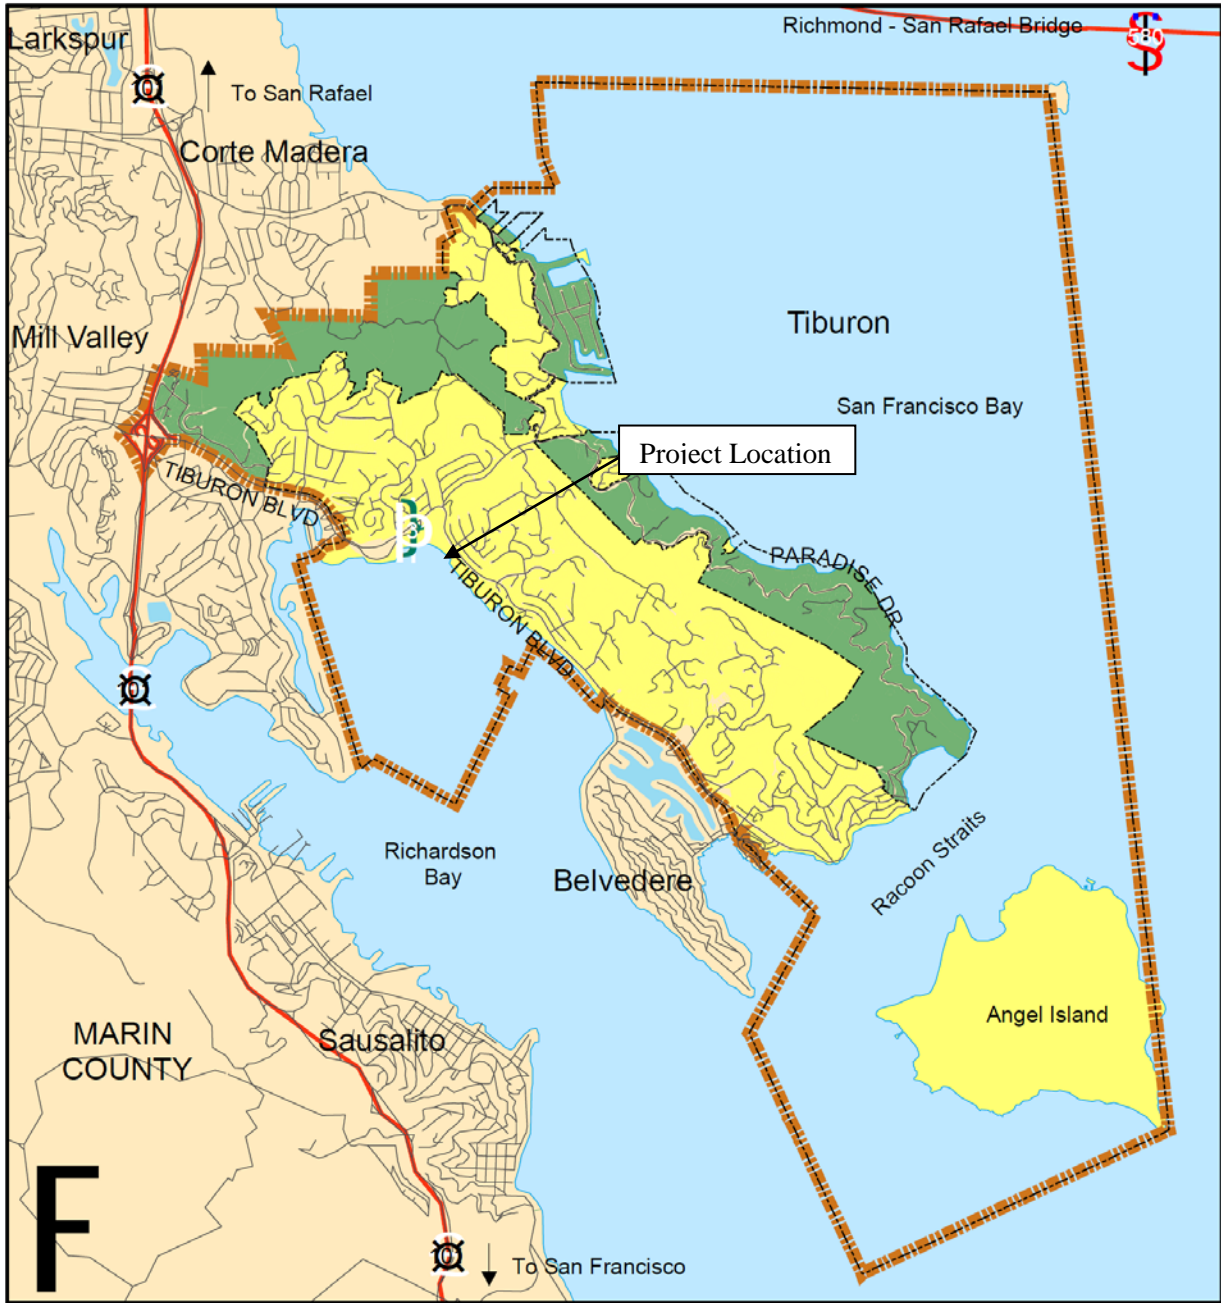 Richmond - San Rafael Bridge
Larkspur
To San Rafael
Corte Madera
Tiburon
Mill Valley
San Francisco Bay
Project Location
TIBURON BLVD
PARADISE DR
TIBURON BLVD
Racoon Straits
Richardson
Bay
Belvedere
Angel Island
MARIN
COUNTY
Sausalito
To San Francisco
F